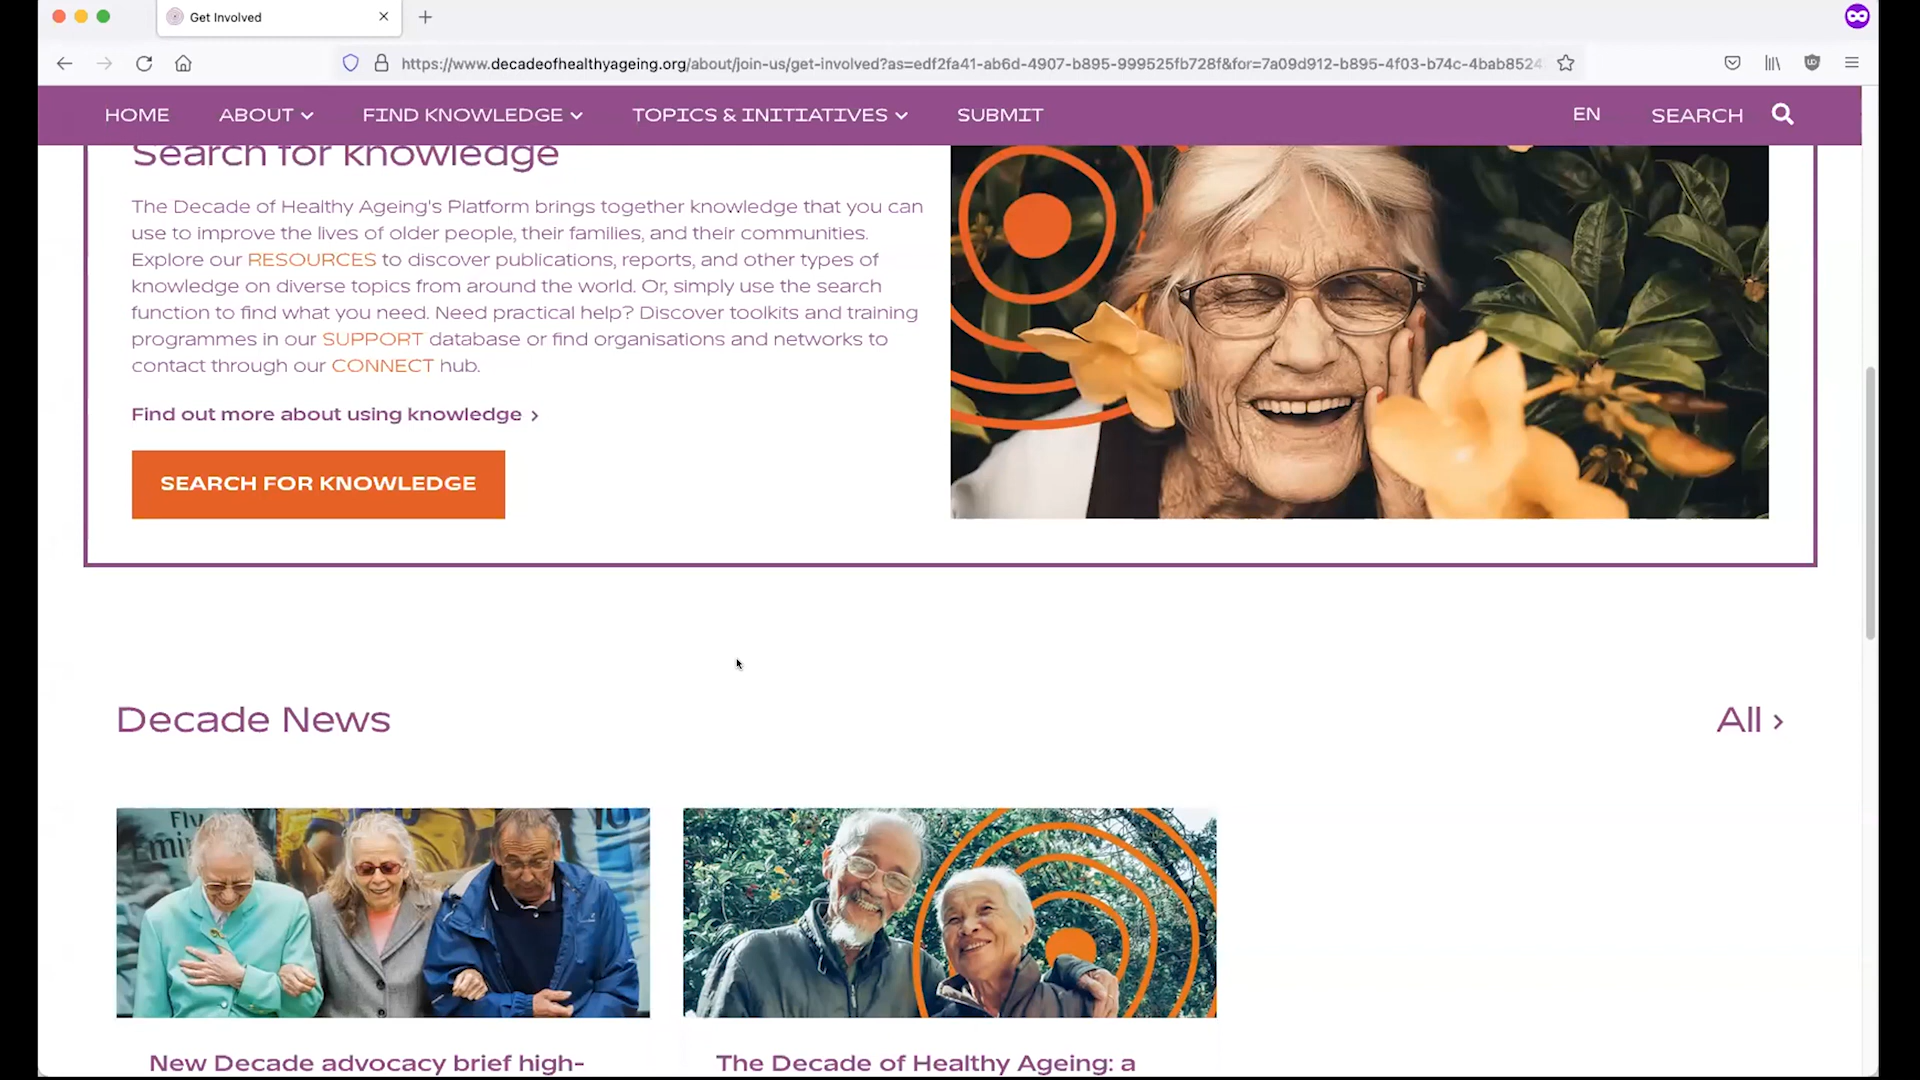 Get Involved
https://www.decadeofhealthyageing.org/about/join-us/get-involved?as=edf2fa41-ab6d-4907-b895-999525fb728f&for=7a09d912-b895-4f03-b74c-4bab8524
HOME ABOUT FIND KNOWLEDGE TOPICS & INITIATIVES SUBMIT EN SEARCH
Search for knowledge
The Decade of Healthy Ageing's Platform brings together knowledge that you can
use to improve the lives of older people, their families, and their communities.
Explore our RESOURCES to discover publications, reports, and other types of
knowledge on diverse topics from around the world. Or, simply use the search
function to find what you need. Need practical help? Discover toolkits and training
programmes in our SUPPORT database or find organisations and networks to
contact through our CONNECT hub.
Find out more about using knowledge
SEARCH FOR KNOWLEDGE
Decade News
All
New Decade advocacy brief high-
The Decade of Healthy Ageing: a